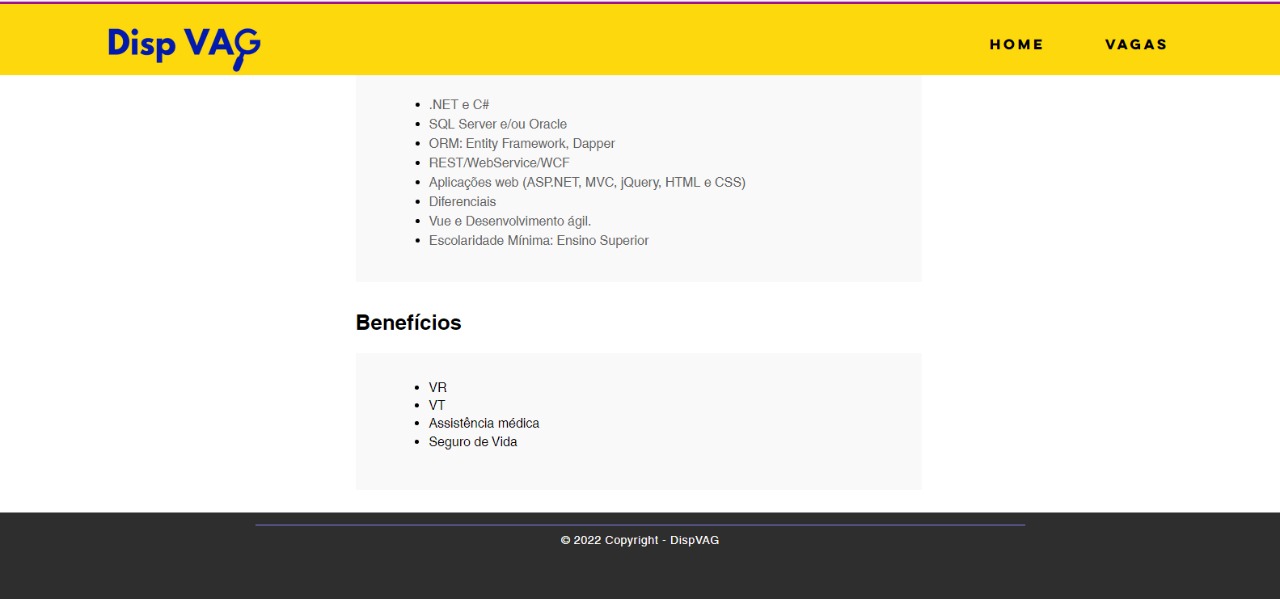 Disp VAG
HOME
VAGAS
.NET e C#
SQL Server e/ou Oracle
ORM: Entity Framework, Dapper
REST/WebService/WCF
Aplicações web (ASP.NET, MVC, jQuery, HTML e CSS)
Diferenciais
Vue e Desenvolvimento ágil.
Escolaridade Mínima: Ensino Superior
Benefícios
VR
VT
Assistência médica
Seguro de Vida
© 2022 Copyright - DispVAG